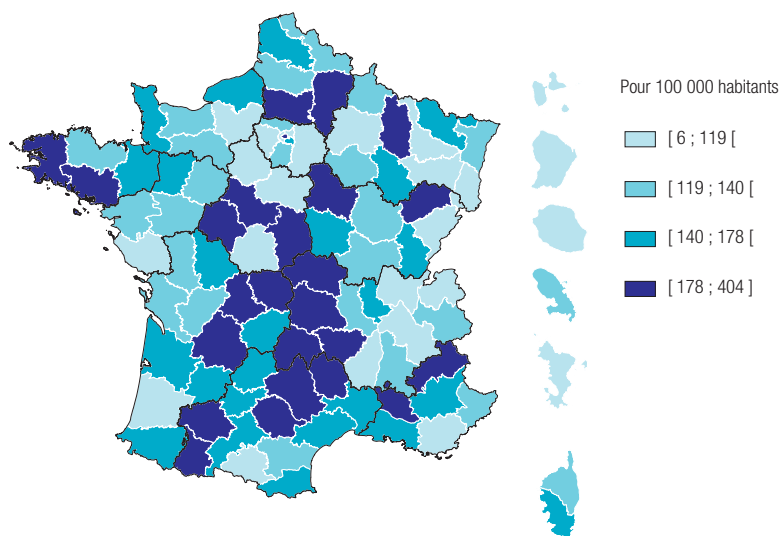 Pour 100 000 habitants
[ 6 ; 119 [
[ 119 ; 140 [
[ 140 ; 178 [
[ 178 ; 404 ]